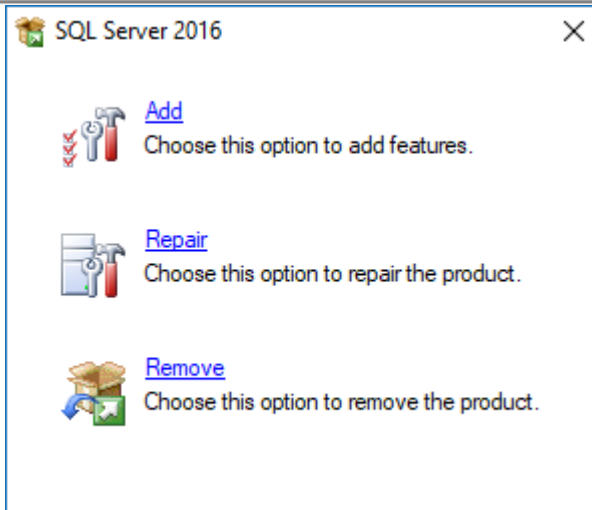 SQL Server 2016
Add
Choose this option to add features.
Repair
Choose this option to repair the product.
Remove
Choose this option to remove the product.